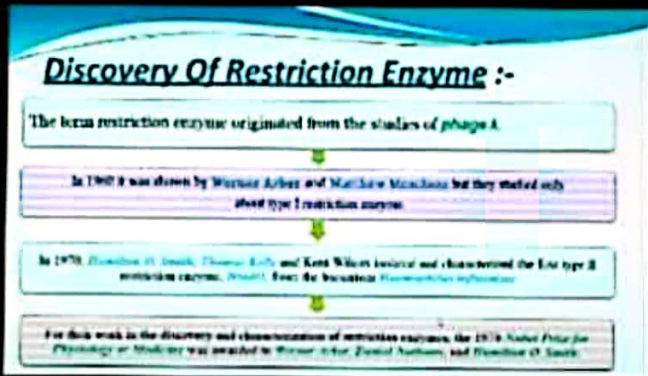 Discovery Of Restriction Enzyme :-
The term restriction enzyme originated from the studies of phage λ.
In 1960 it was shown by Werner Arber and Matthew Meselson but they studied only
about type I restriction enzyme.
In 1970, Hamilton O. Smith, Thomas Kelly and Kent Wilcox isolated and characterized the first type II
restriction enzyme, from the bacterium Haemophilus influenzae
For their work in the discovery and characterization of restriction enzymes, the 1978 Nobel Prize for
Physiology or Medicine was awarded to Werner Arber, Daniel Nathans, and Hamilton O. Smith.